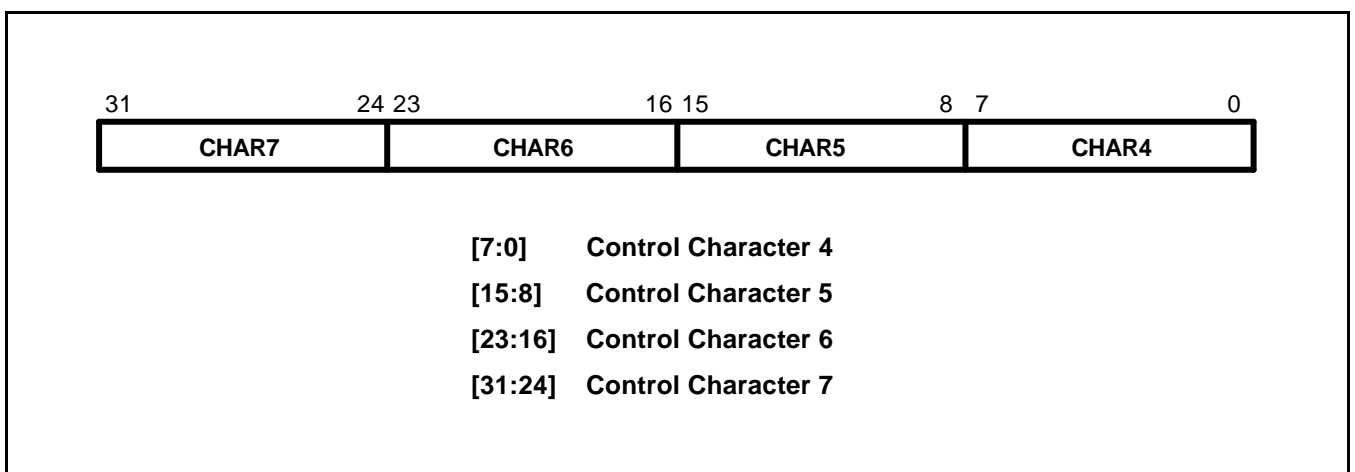 31 24 23 16 15 8 7 0
CHAR7 CHAR6 CHAR5 CHAR4
[7:0] Control Character 4
[15:8] Control Character 5
[23:16] Control Character 6
[31:24] Control Character 7